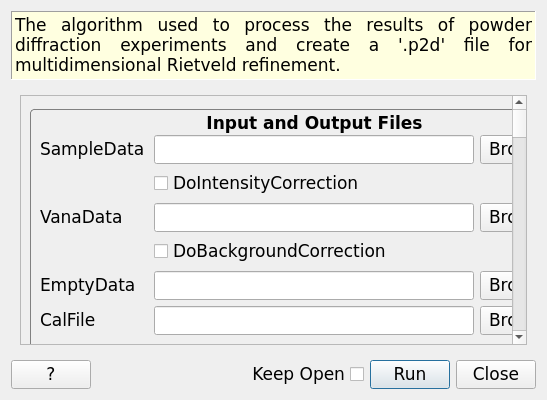 The algorithm used to process the results of powder
diffraction experiments and create a '.p2d' file for
multidimensional Rietveld refinement.
Input and Output Files
SampleData Bro
DoIntensityCorrection
VanaData Bro
DoBackgroundCorrection
EmptyData Bro
CalFile Bro
? Keep Open Run Close